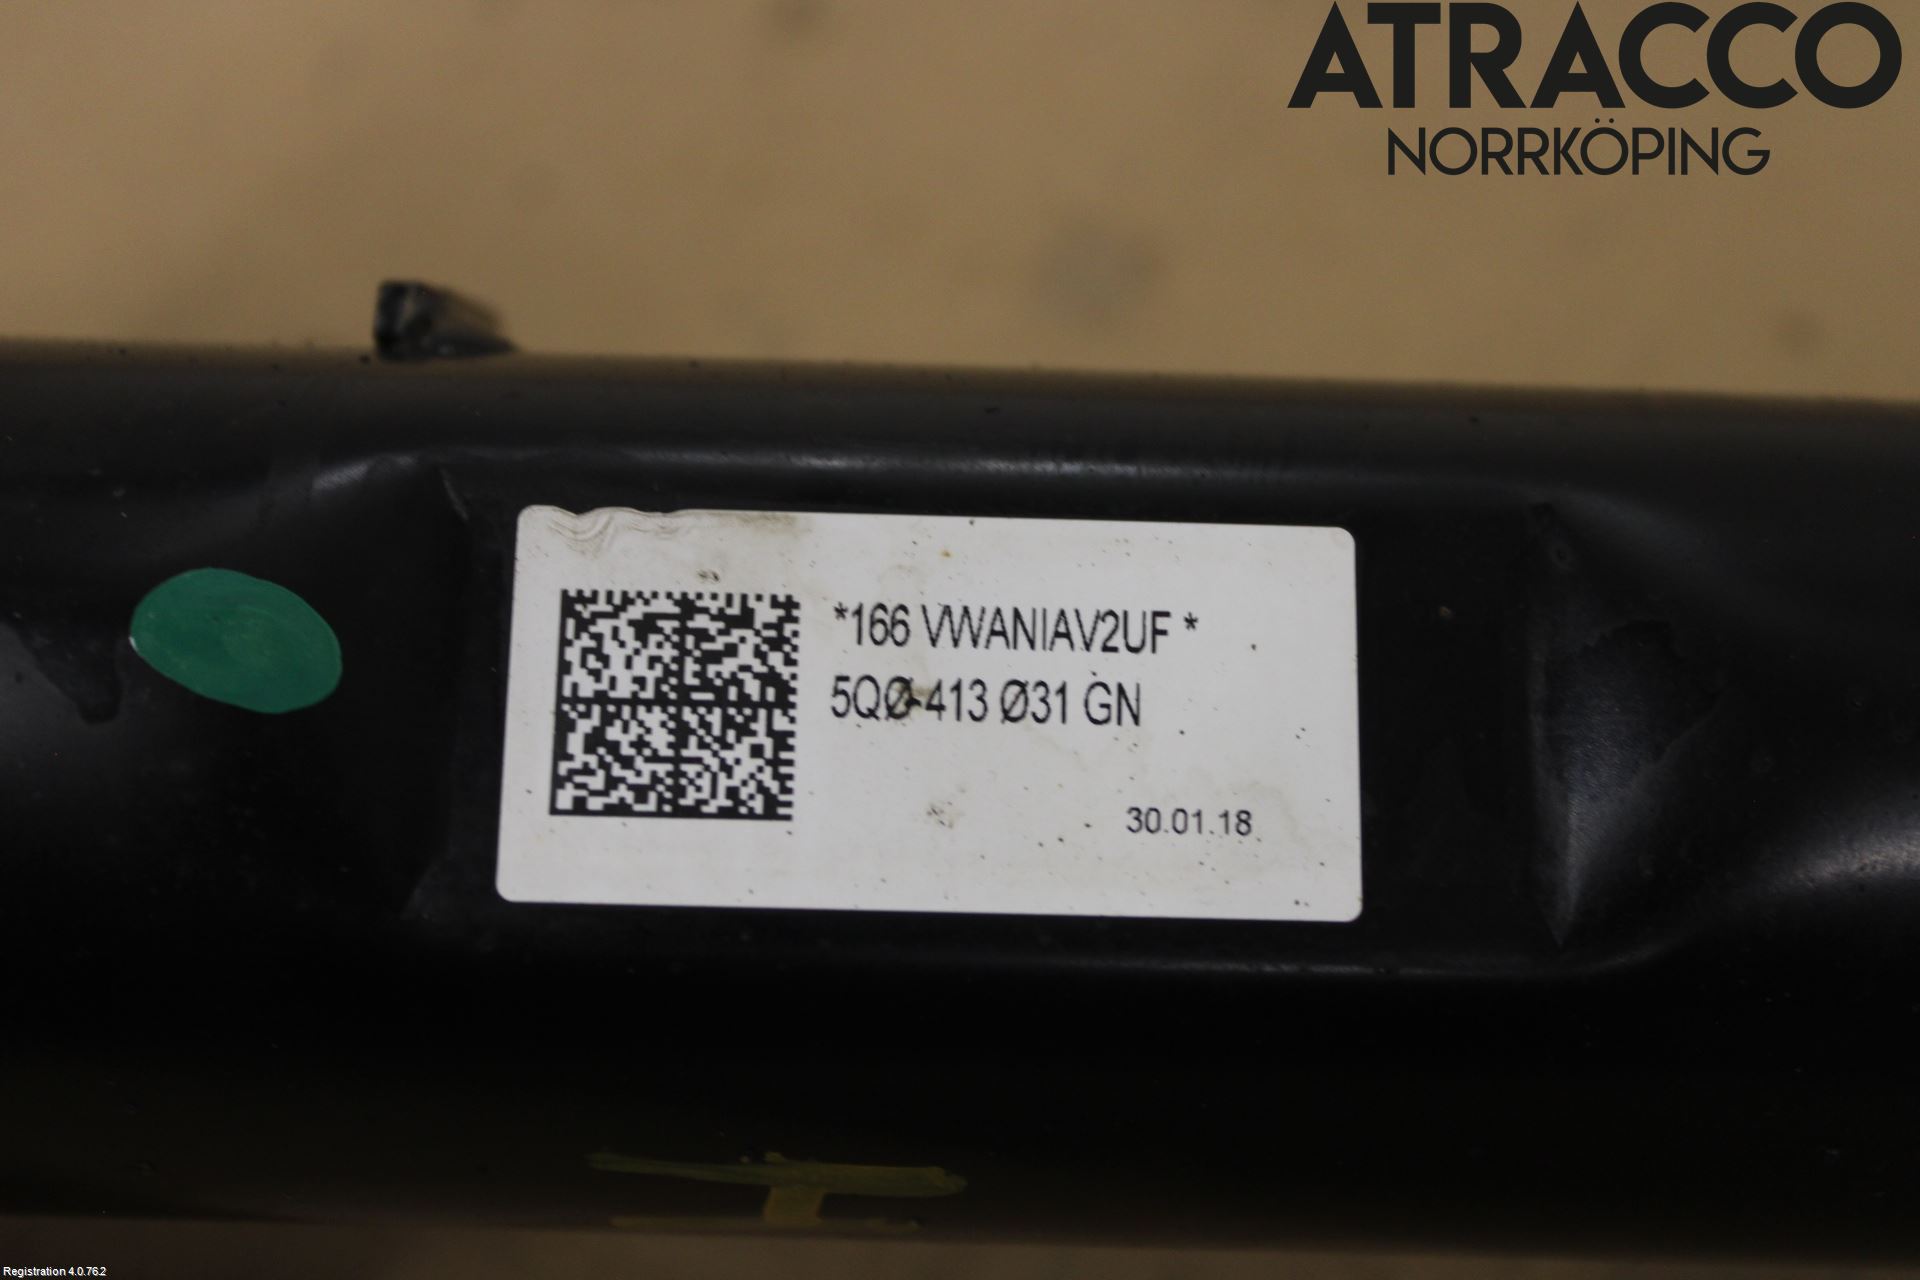 ATRACCO
NORRKÖPING
*166 VWANIAV2UF *
5QØ 413 Ø31 GN
30.01.18
Registration 4.0.76.2